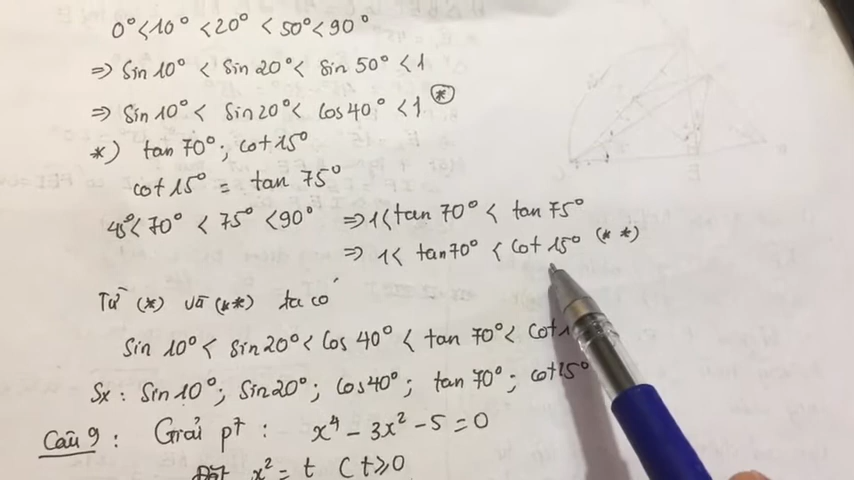 0° < 10° < 20° < 50° < 90°
=> Sin 10° < Sin 20° < Sin 50° < 1
=> Sin 10° < Sin 20° < Cos 40° < 1 (*)
*) tan 70° ; cot 15°
cot 15° = tan 75°
45° < 70° < 75° < 90° => 1 < tan 70° < tan 75°
=> 1 < tan 70° < cot 15° (**)
Từ (*) và (**) ta có
Sin 10° < Sin 20° < Cos 40° < tan 70° < Cot 1
Sx : Sin 10° ; Sin 20° ; Cos 40° ; tan 70° ; cot 15°
Câu 9 : Giải pt : x⁴ - 3x² - 5 = 0
Đặt x² = t ( t ≥ 0